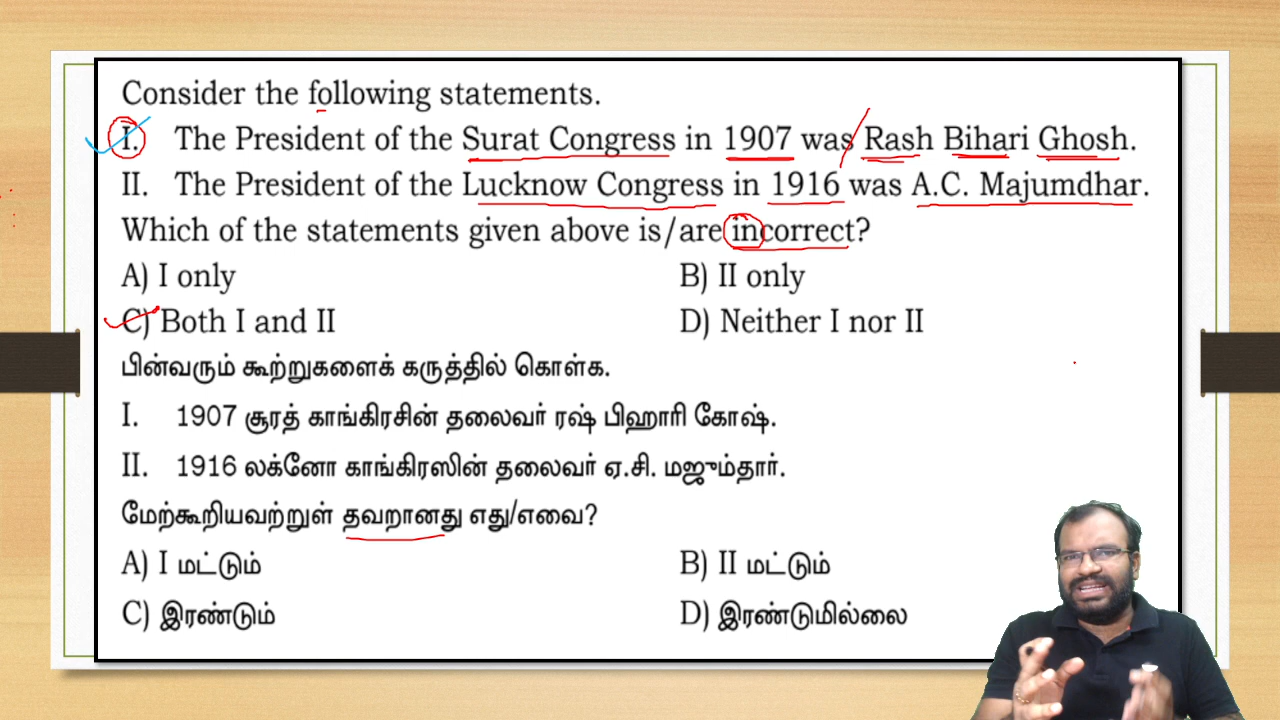 Consider the following statements.
I. The President of the Surat Congress in 1907 was Rash Bihari Ghosh.
II. The President of the Lucknow Congress in 1916 was A.C. Majumdhar.
Which of the statements given above is/are incorrect?
A) I only B) II only
C) Both I and II D) Neither I nor II
பின்வரும் கூற்றுகளைக் கருத்தில் கொள்க.
I. 1907 சூரத் காங்கிரசின் தலைவர் ரஷ் பிஹாரி கோஷ்.
II. 1916 லக்னோ காங்கிரஸின் தலைவர் ஏ.சி. மஜும்தார்.
மேற்கூறியவற்றுள் தவறானது எது/எவை?
A) I மட்டும் B) II மட்டும்
C) இரண்டும் D) இரண்டுமில்லை